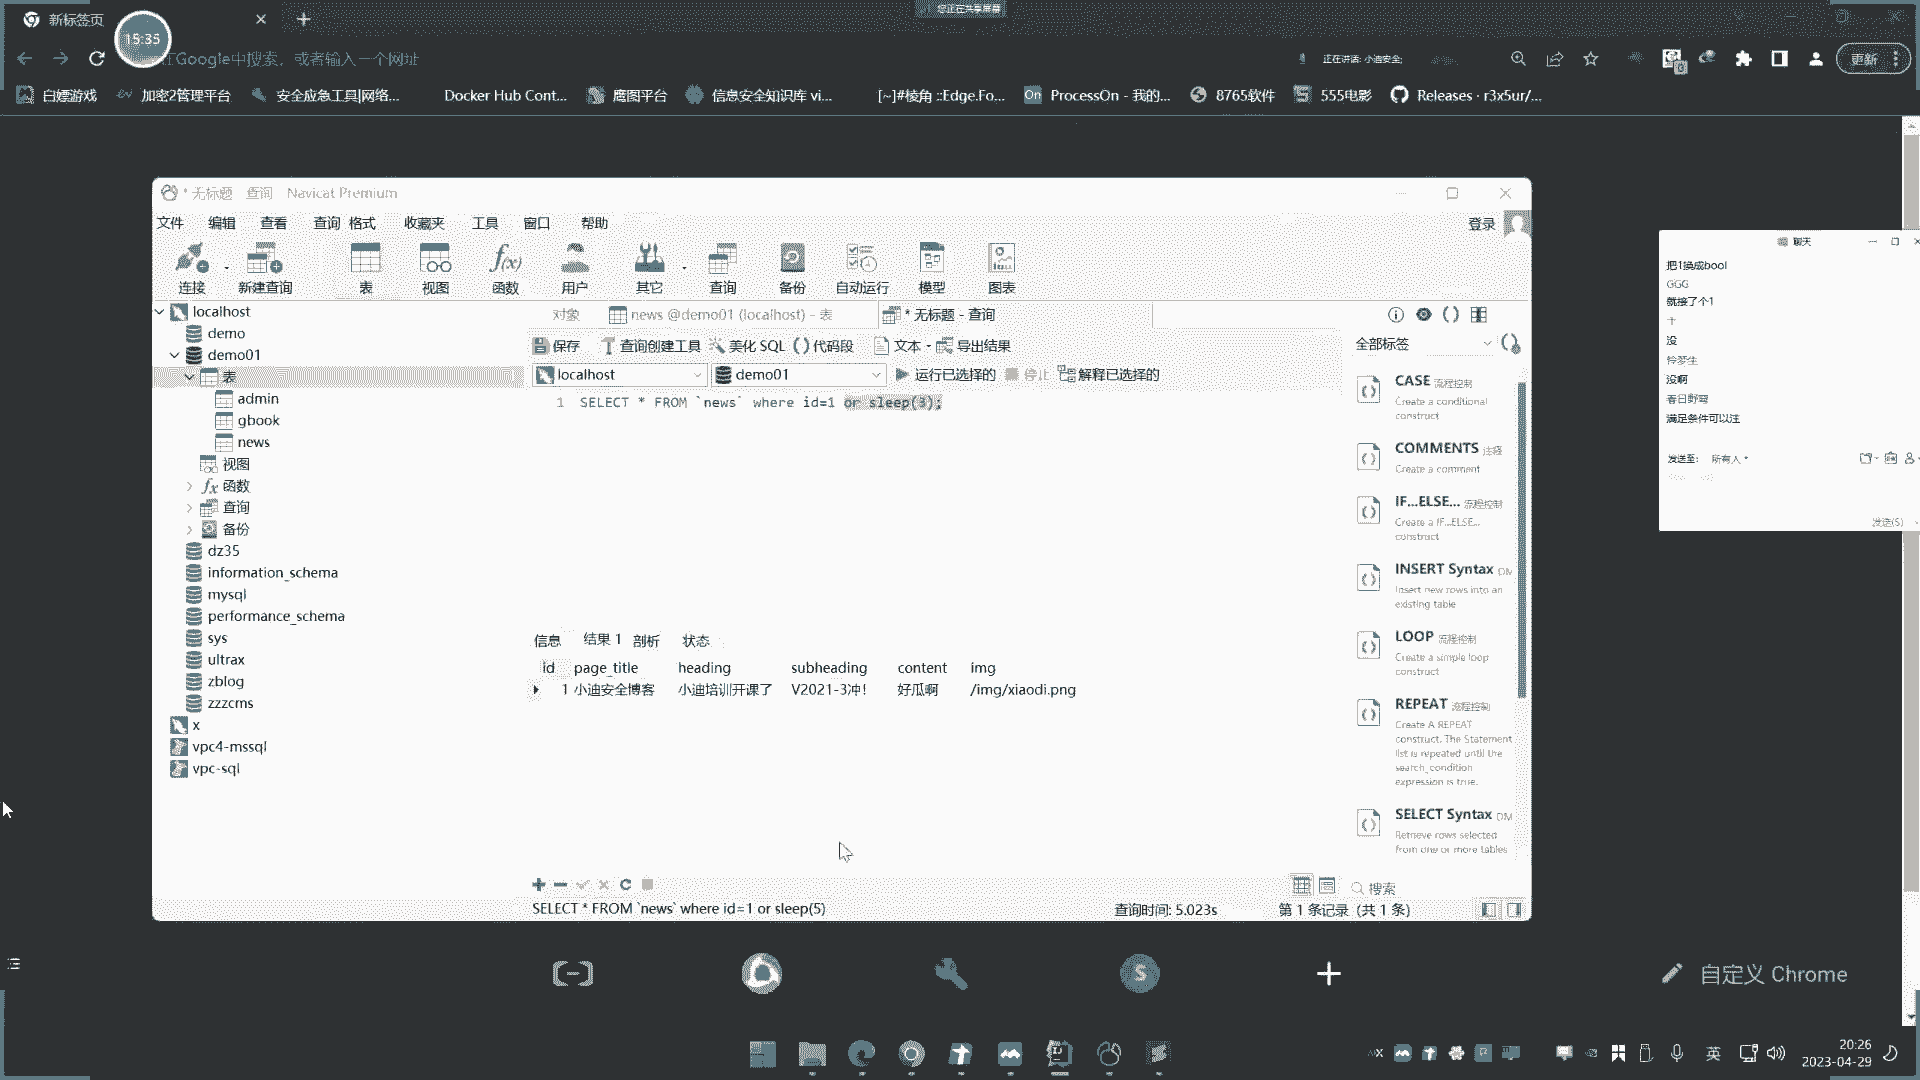 您正在共享屏幕
新标签页
15:35
Google中搜索，或者输入一个网址
正在讲话: 小迪安全;
更新
白嫖游戏
加密2管理平台
安全应急工具|网络...
Docker Hub Cont...
鹰图平台
信息安全知识库 vi...
[~]#棱角 ::Edge.Fo...
ProcessOn - 我的...
8765软件
555电影
Releases · r3x5ur/...
* 无标题 - 查询 - Navicat Premium
文件 编辑 查看 查询 格式 收藏夹 工具 窗口 帮助
登录
连接 新建查询 表 视图 函数 用户 其它 查询 备份 自动运行 模型 图表
localhost
demo
demo01
表
admin
gbook
news
视图
函数
查询
备份
dz35
information_schema
mysql
performance_schema
sys
ultrax
zblog
zzzcms
x
vpc4-mssql
vpc-sql
对象
news @demo01 (localhost) - 表
* 无标题 - 查询
保存 查询创建工具 美化 SQL () 代码段 文本 导出结果
localhost demo01 运行已选择的 停止 解释已选择的
1 SELECT * FROM `news` where id=1 or sleep(3);
信息 结果 1 剖析 状态
id page_title heading subheading content img
1 小迪安全博客 小迪培训开课了 V2021-3冲! 好瓜啊 /img/xiaodi.png
SELECT * FROM `news` where id=1 or sleep(5)
查询时间: 5.023s
第 1 条记录 (共 1 条)
全部标签
CASE 流程控制
Create a conditional
construct
COMMENTS 注释
Create a comment
IF...ELSE... 流程控制
Create a IF...ELSE...
construct
INSERT Syntax DM
Insert new rows into an
existing table
LOOP 流程控制
Create a simple loop
construct
REPEAT 流程控制
Create A REPEAT
construct. The Statement
list is repeated until the
search_condition
expression is true.
SELECT Syntax DM
Retrieve rows selected
from one or more tables
搜索
聊天
把1换成bool
GGG
就接了个1
十
没
没啊
春日野穹
满足条件可以注
发送至: 所有人
发送(S)
S
自定义 Chrome
英
20:26
2023-04-29